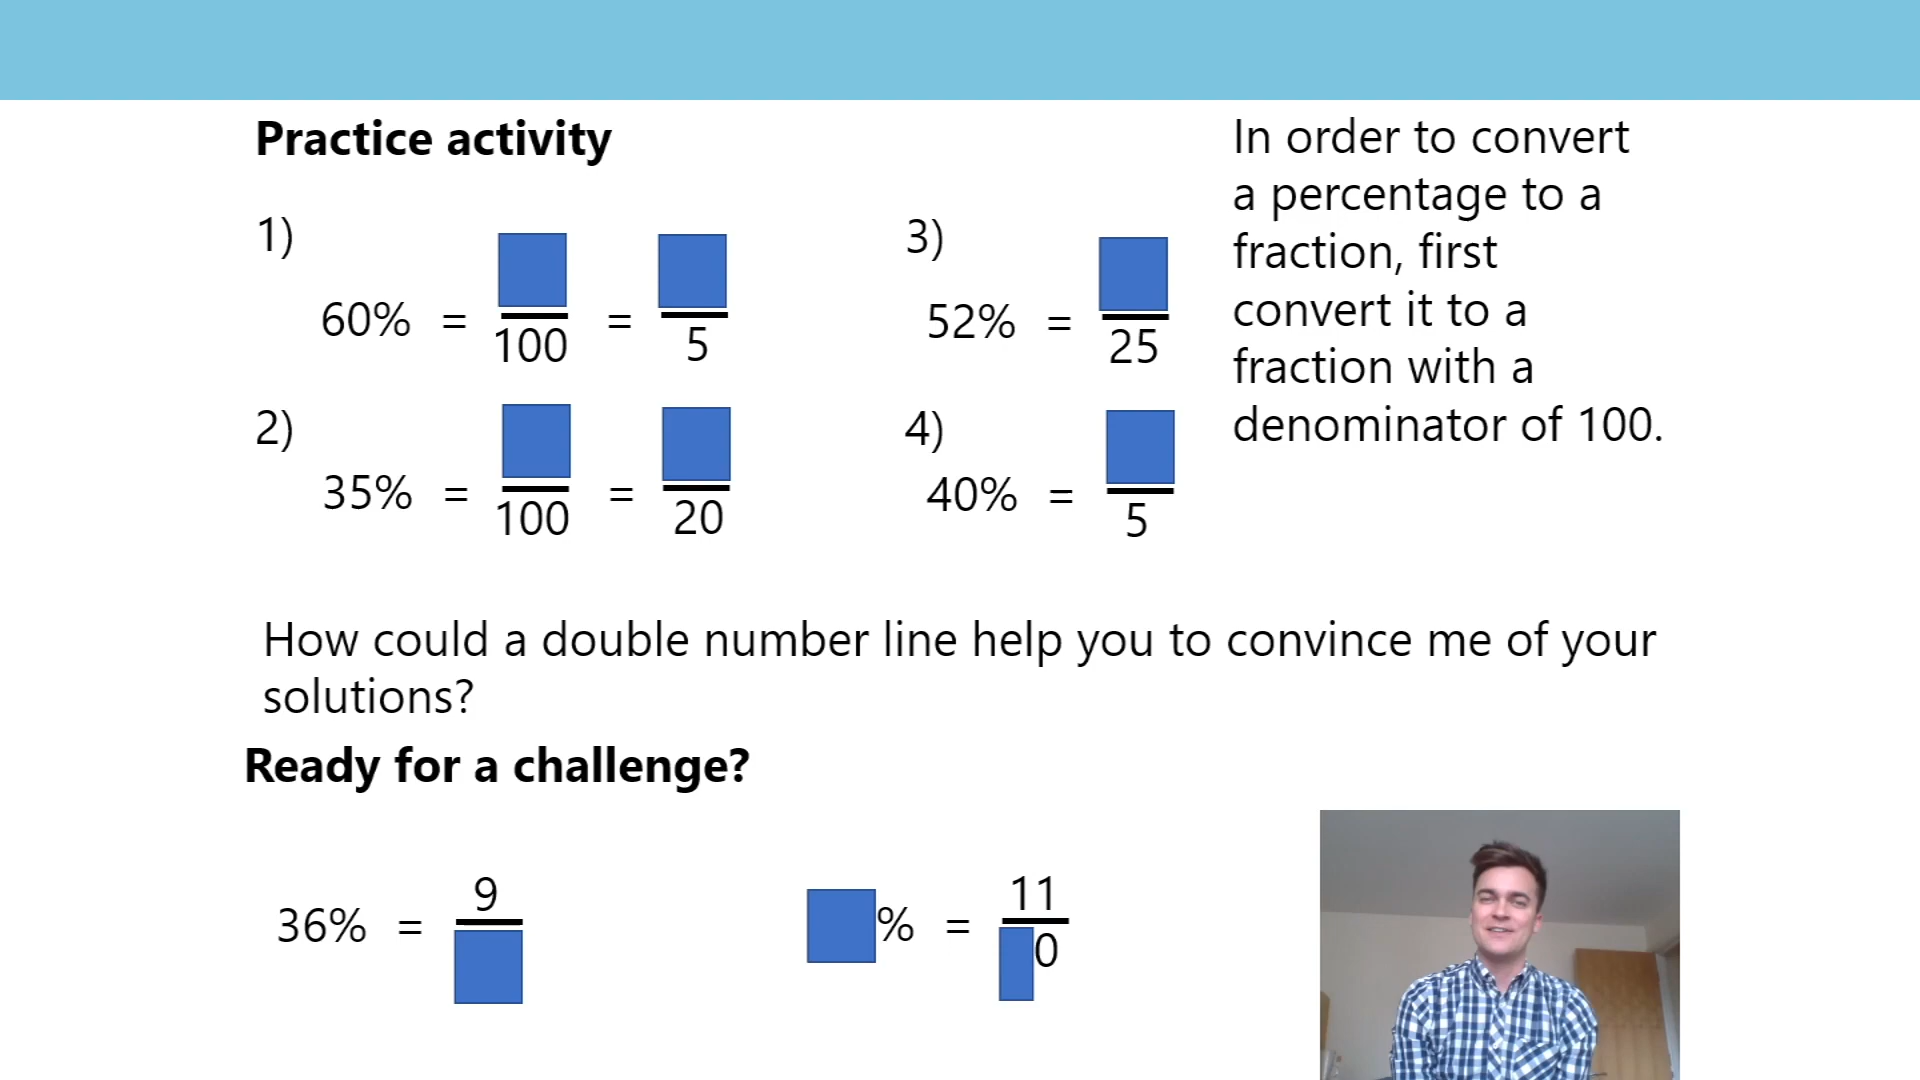 Practice activity
1)
60% = 
100
= 
5
2)
35% = 
100
= 
20
3)
52% = 
25
4)
40% = 
5
In order to convert
a percentage to a
fraction, first
convert it to a
fraction with a
denominator of 100.
How could a double number line help you to convince me of your
solutions?
Ready for a challenge?
36% = 
9
% = 
11
0